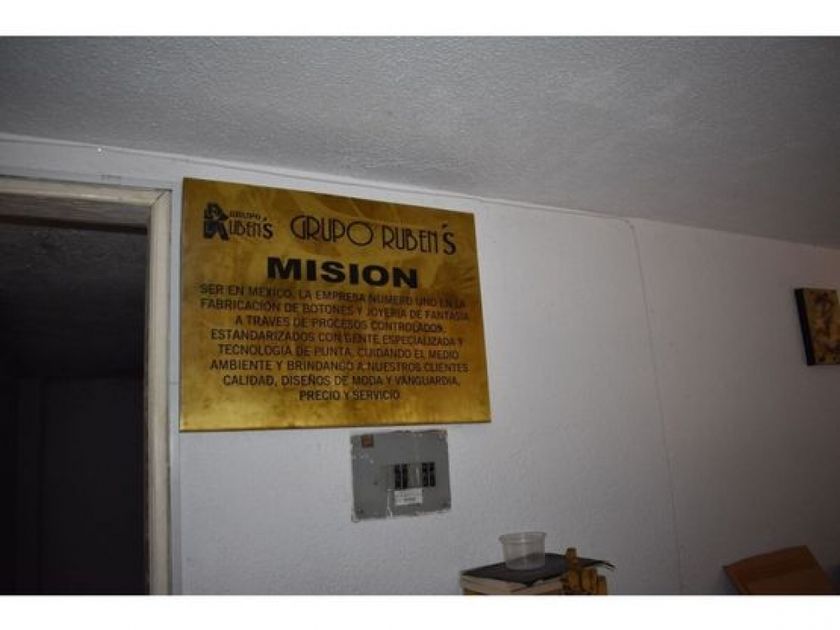 GRUPO
RUBEN'S
GRUPO RUBEN'S
MISION
SER EN MEXICO, LA EMPRESA NUMERO UNO EN LA
FABRICACIÓN DE BOTONES Y JOYERIA DE FANTASIA
A TRAVES DE PROCESOS CONTROLADOS,
ESTANDARIZADOS CON GENTE ESPECIALIZADA Y
TECNOLOGIA DE PUNTA, CUIDANDO EL MEDIO
AMBIENTE Y BRINDANDO A NUESTROS CLIENTES
CALIDAD, DISEÑOS DE MODA Y VANGUARDIA,
PRECIO Y SERVICIO